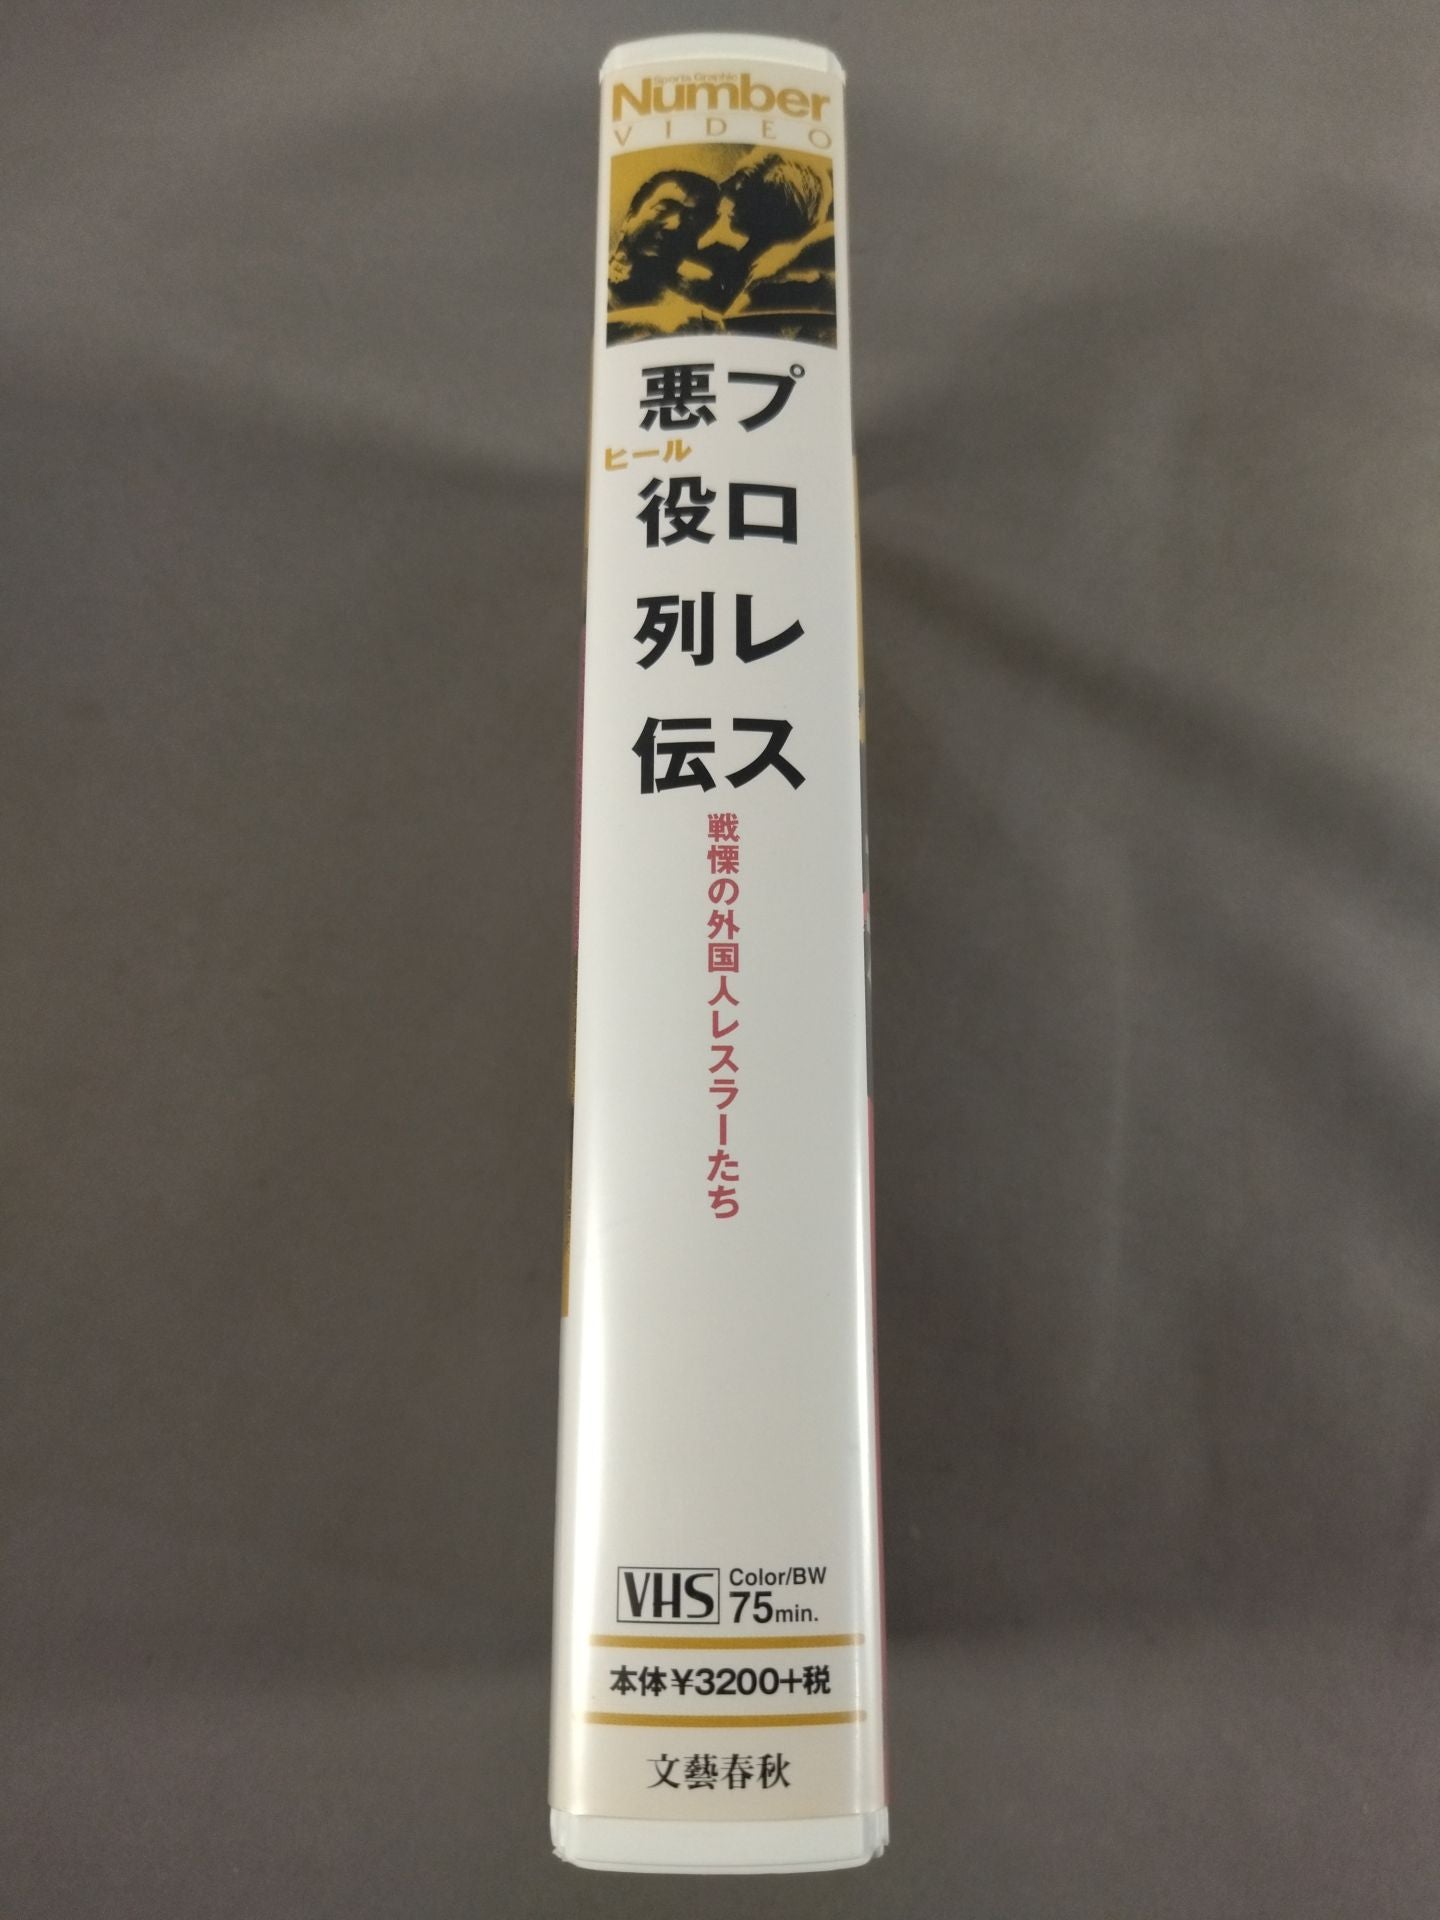 Sports Graphic
Number
VIDEO
プロレス
悪役列伝
ヒール
戦慄の外国人レスラーたち
VHS
Color/BW
75min.
本体¥3200+税
文藝春秋